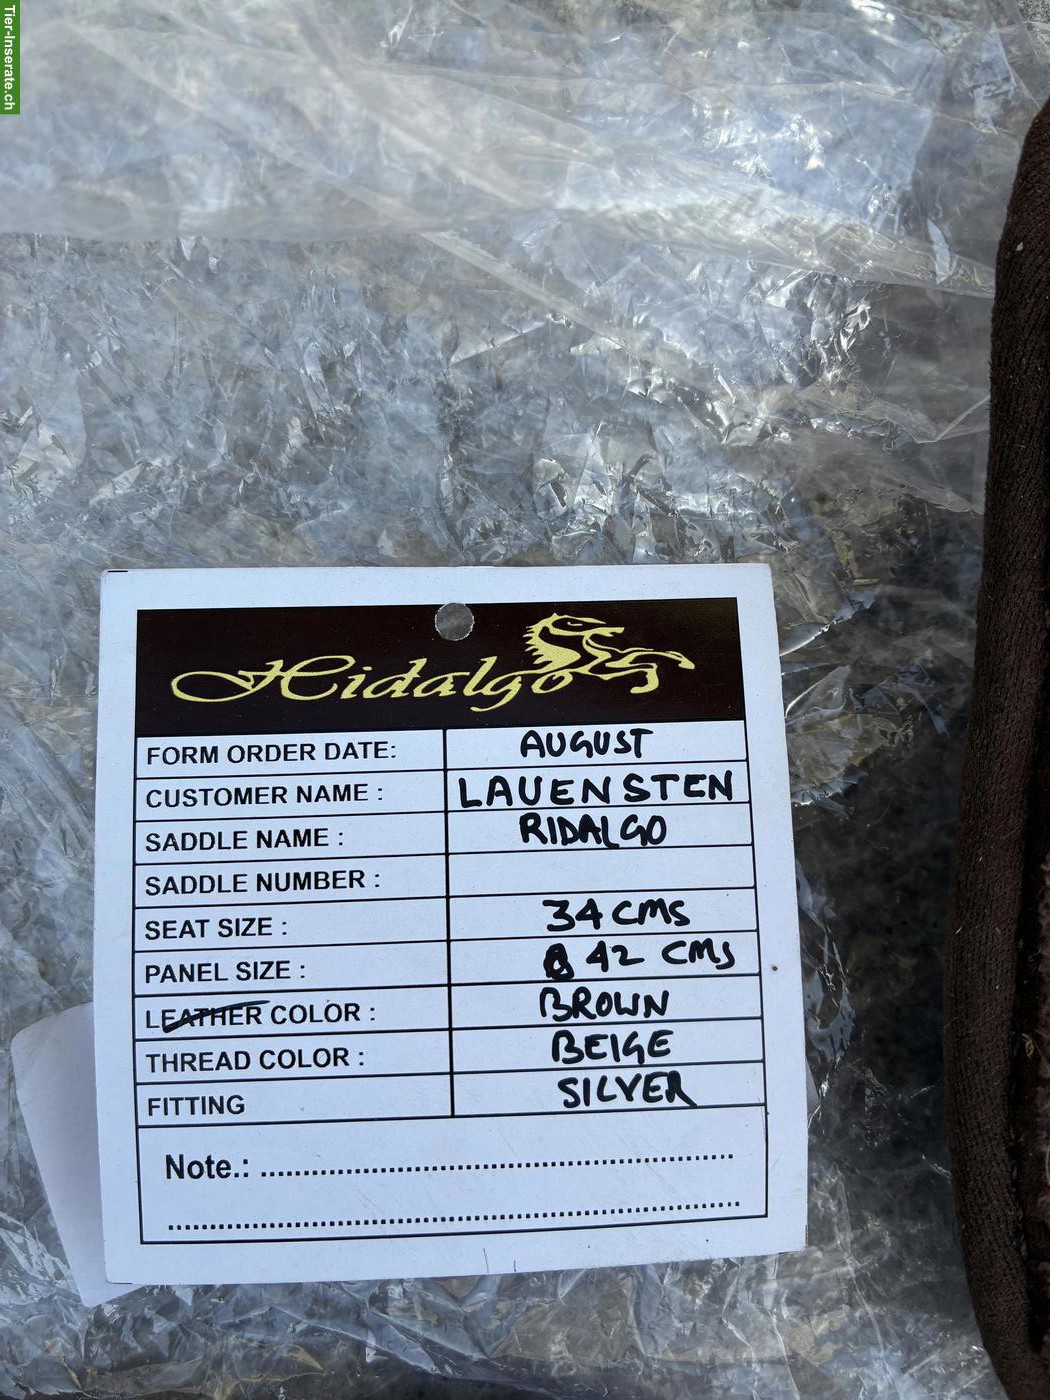 Tier-Inserate.ch
Hidalgo
FORM ORDER DATE: AUGUST
CUSTOMER NAME : LAUENSTEN
SADDLE NAME : RIDALGO
SADDLE NUMBER :
SEAT SIZE : 34 CMS
PANEL SIZE : 42 CMS
LEATHER COLOR : BROWN
THREAD COLOR : BEIGE
FITTING SILVER
Note.: ............................................................
............................................................